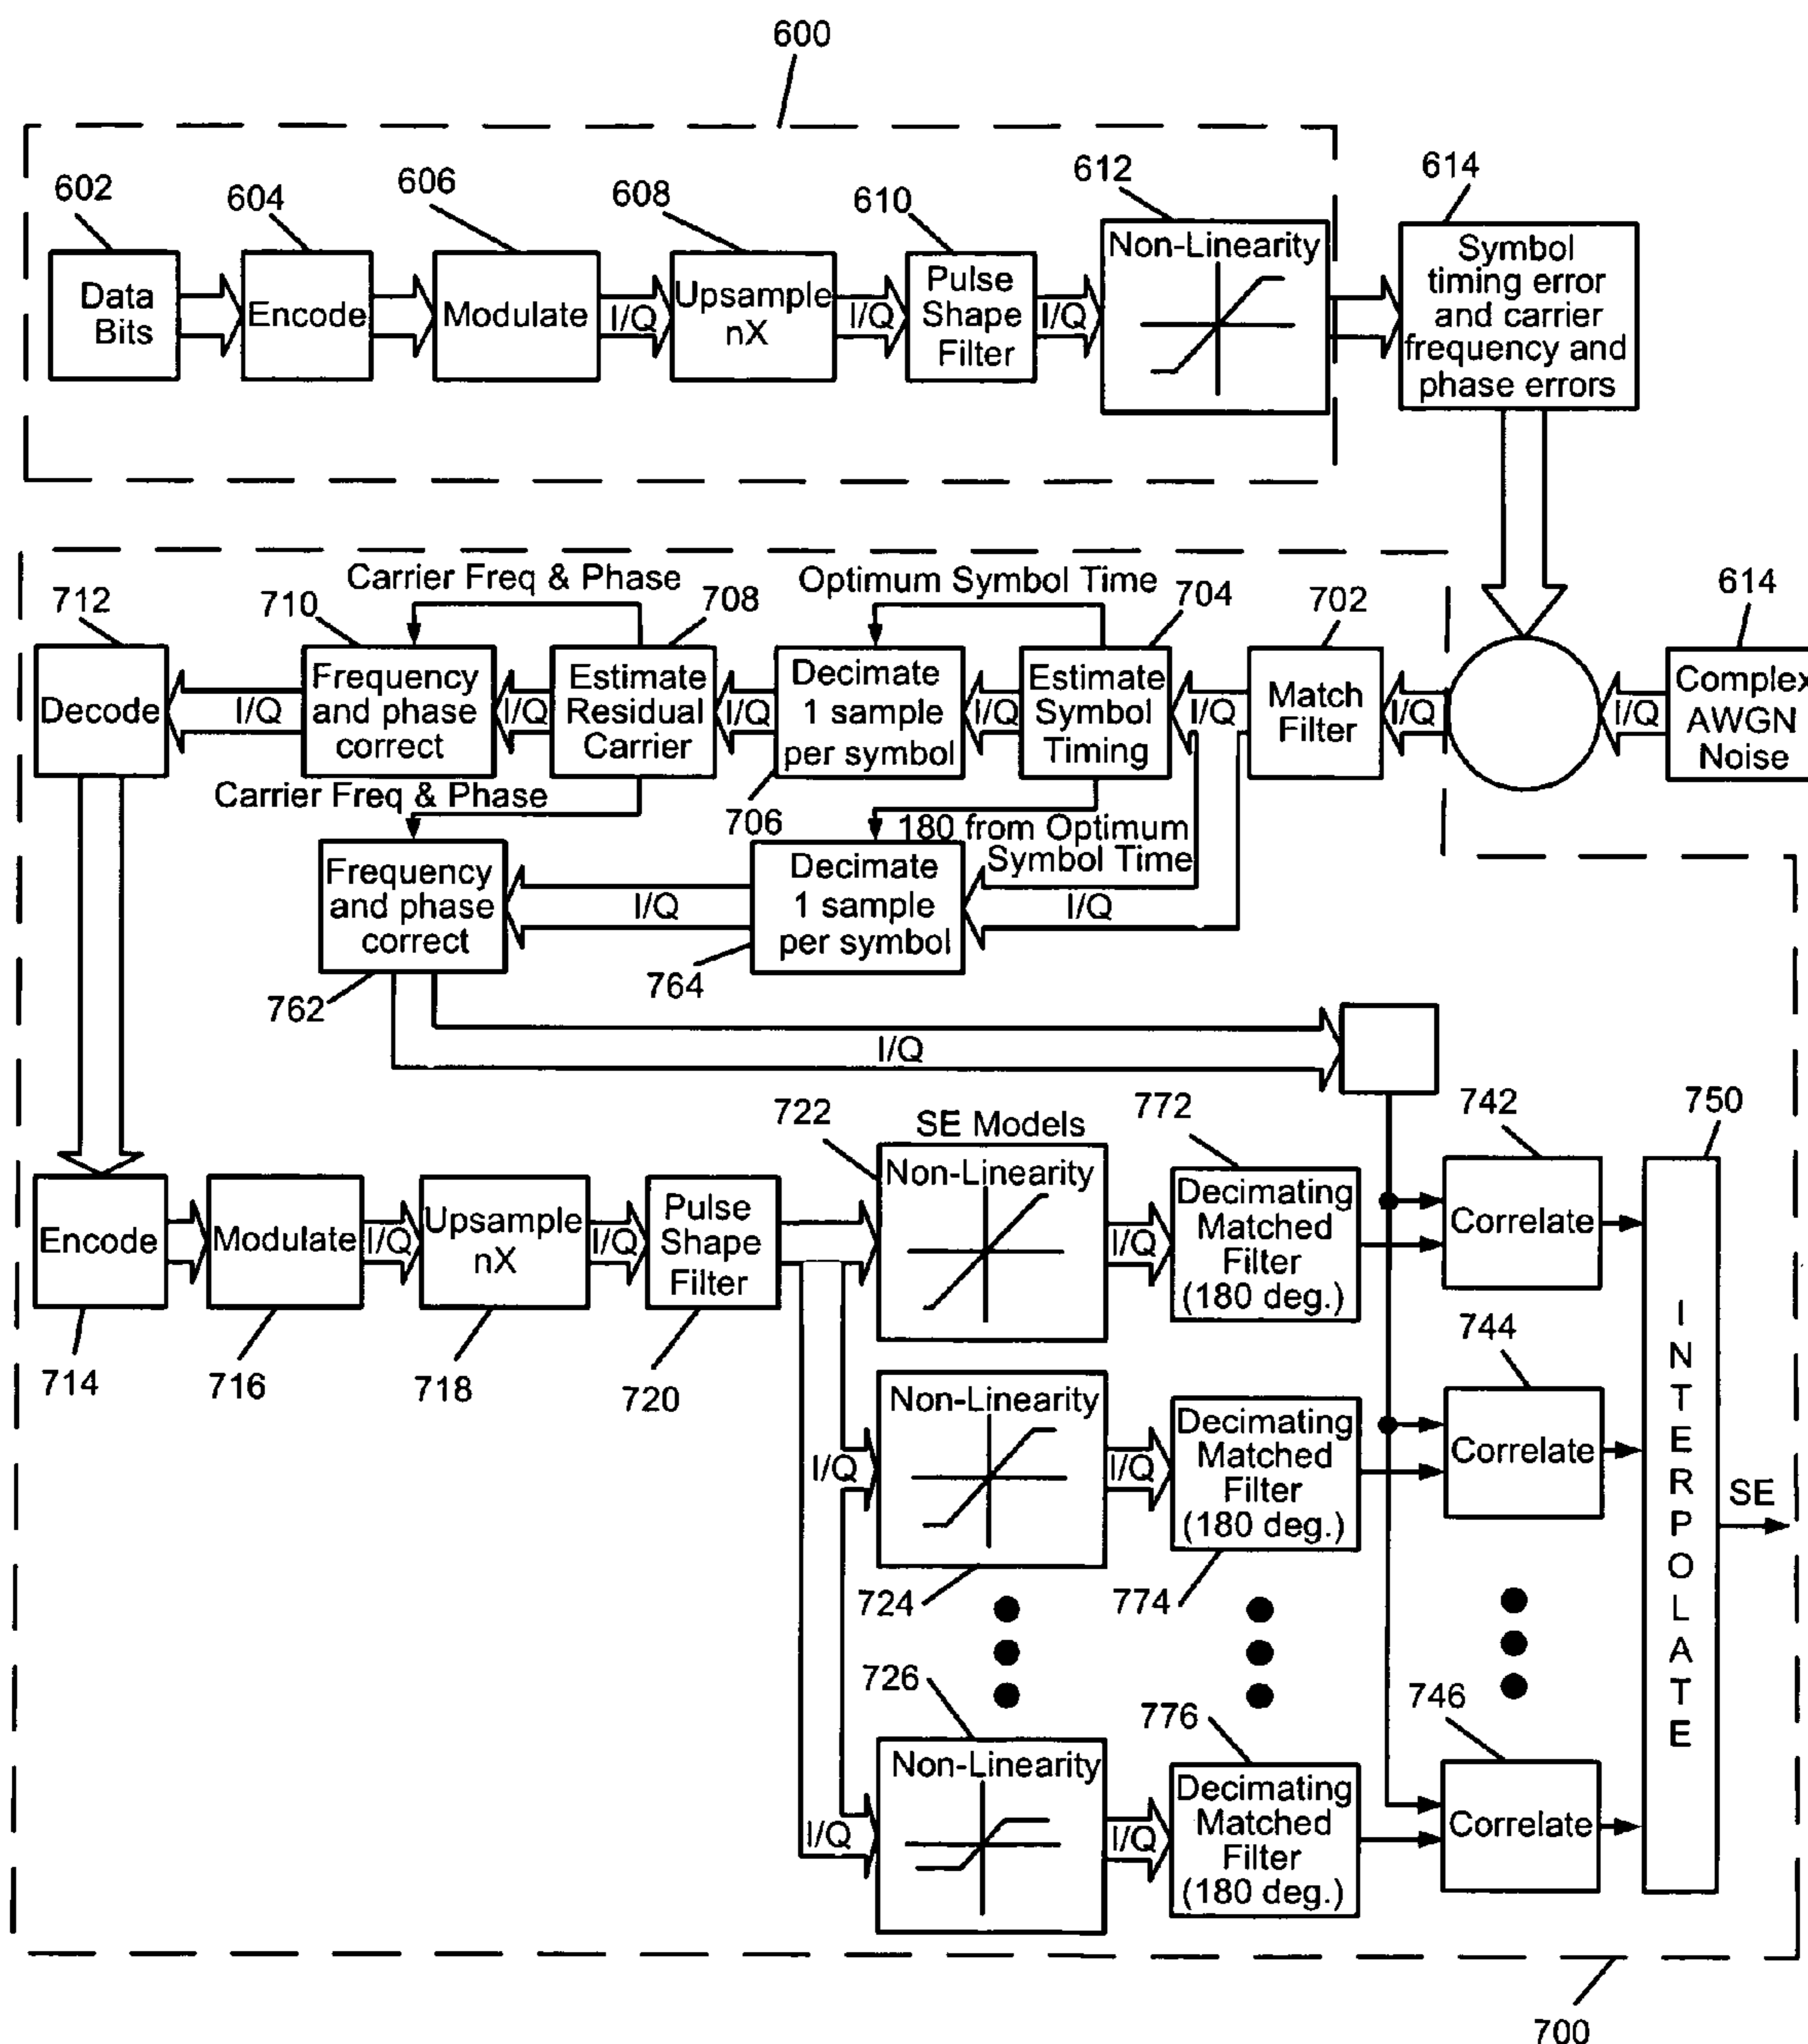 600
602
604
606
608
610
612
614
Data
Bits
Encode
Modulate
I/Q
Upsample
nX
I/Q
Pulse
Shape
Filter
I/Q
Non-Linearity
Symbol
timing error
and carrier
frequency and
phase errors
712
710
Carrier Freq & Phase
708
Optimum Symbol Time
704
702
614
Decode
I/Q
Frequency
and phase
correct
I/Q
Estimate
Residual
Carrier
I/Q
Decimate
1 sample
per symbol
I/Q
Estimate
Symbol
Timing
I/Q
Match
Filter
I/Q
I/Q
Complex
AWGN
Noise
Carrier Freq & Phase
706
180 from Optimum
Symbol Time
Frequency
and phase
correct
I/Q
Decimate
1 sample
per symbol
I/Q
762
764
I/Q
722
SE Models
772
742
750
Encode
Modulate
I/Q
Upsample
nX
I/Q
Pulse
Shape
Filter
Non-Linearity
I/Q
Decimating
Matched
Filter
(180 deg.)
Correlate
714
716
718
720
744
I/Q
Non-Linearity
I/Q
Decimating
Matched
Filter
(180 deg.)
Correlate
INTERPOLATE
SE
724
774
726
776
746
I/Q
Non-Linearity
I/Q
Decimating
Matched
Filter
(180 deg.)
Correlate
700